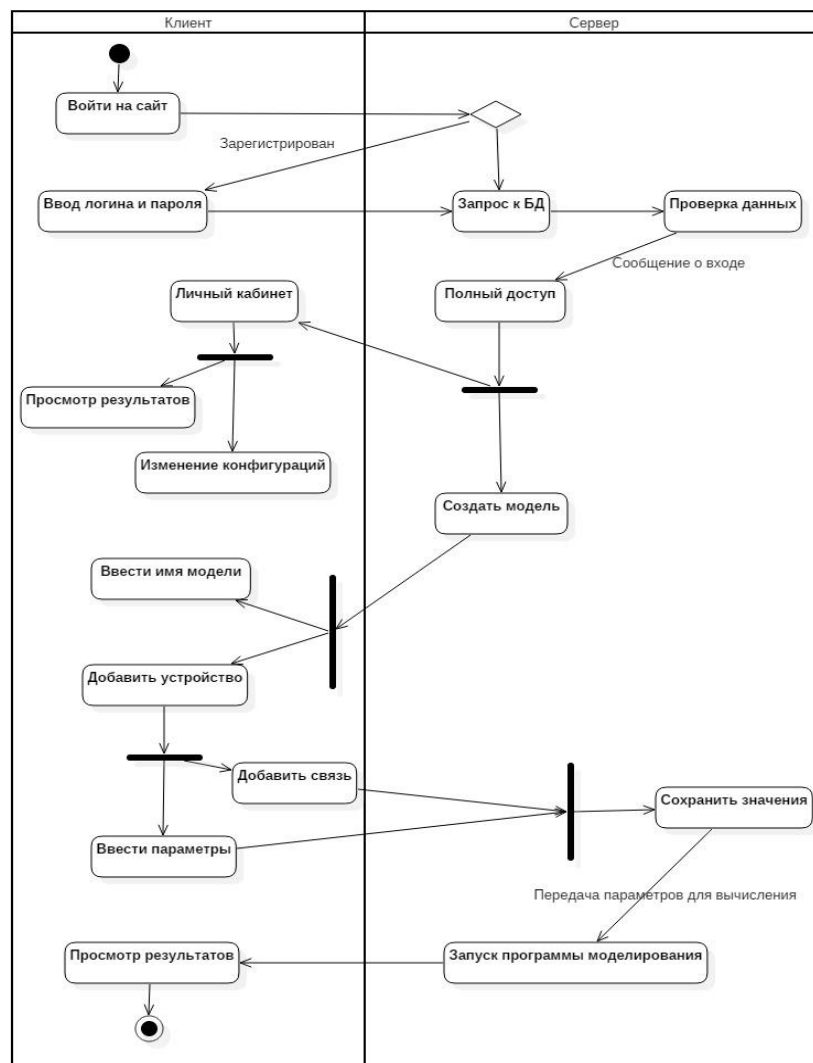 Клиент
Сервер
Войти на сайт
Зарегистрирован
Ввод логина и пароля
Запрос к БД
Проверка данных
Сообщение о входе
Личный кабинет
Полный доступ
Просмотр результатов
Изменение конфигураций
Создать модель
Ввести имя модели
Добавить устройство
Добавить связь
Сохранить значения
Ввести параметры
Передача параметров для вычисления
Просмотр результатов
Запуск программы моделирования